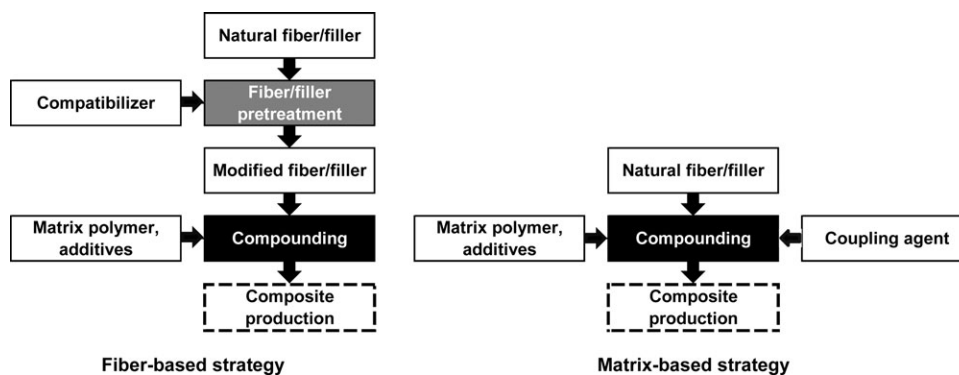 Natural fiber/filler
Compatibilizer
Fiber/filler
pretreatment
Modified fiber/filler
Matrix polymer,
additives
Compounding
Composite
production
Fiber-based strategy
Natural fiber/filler
Matrix polymer,
additives
Compounding
Coupling agent
Composite
production
Matrix-based strategy